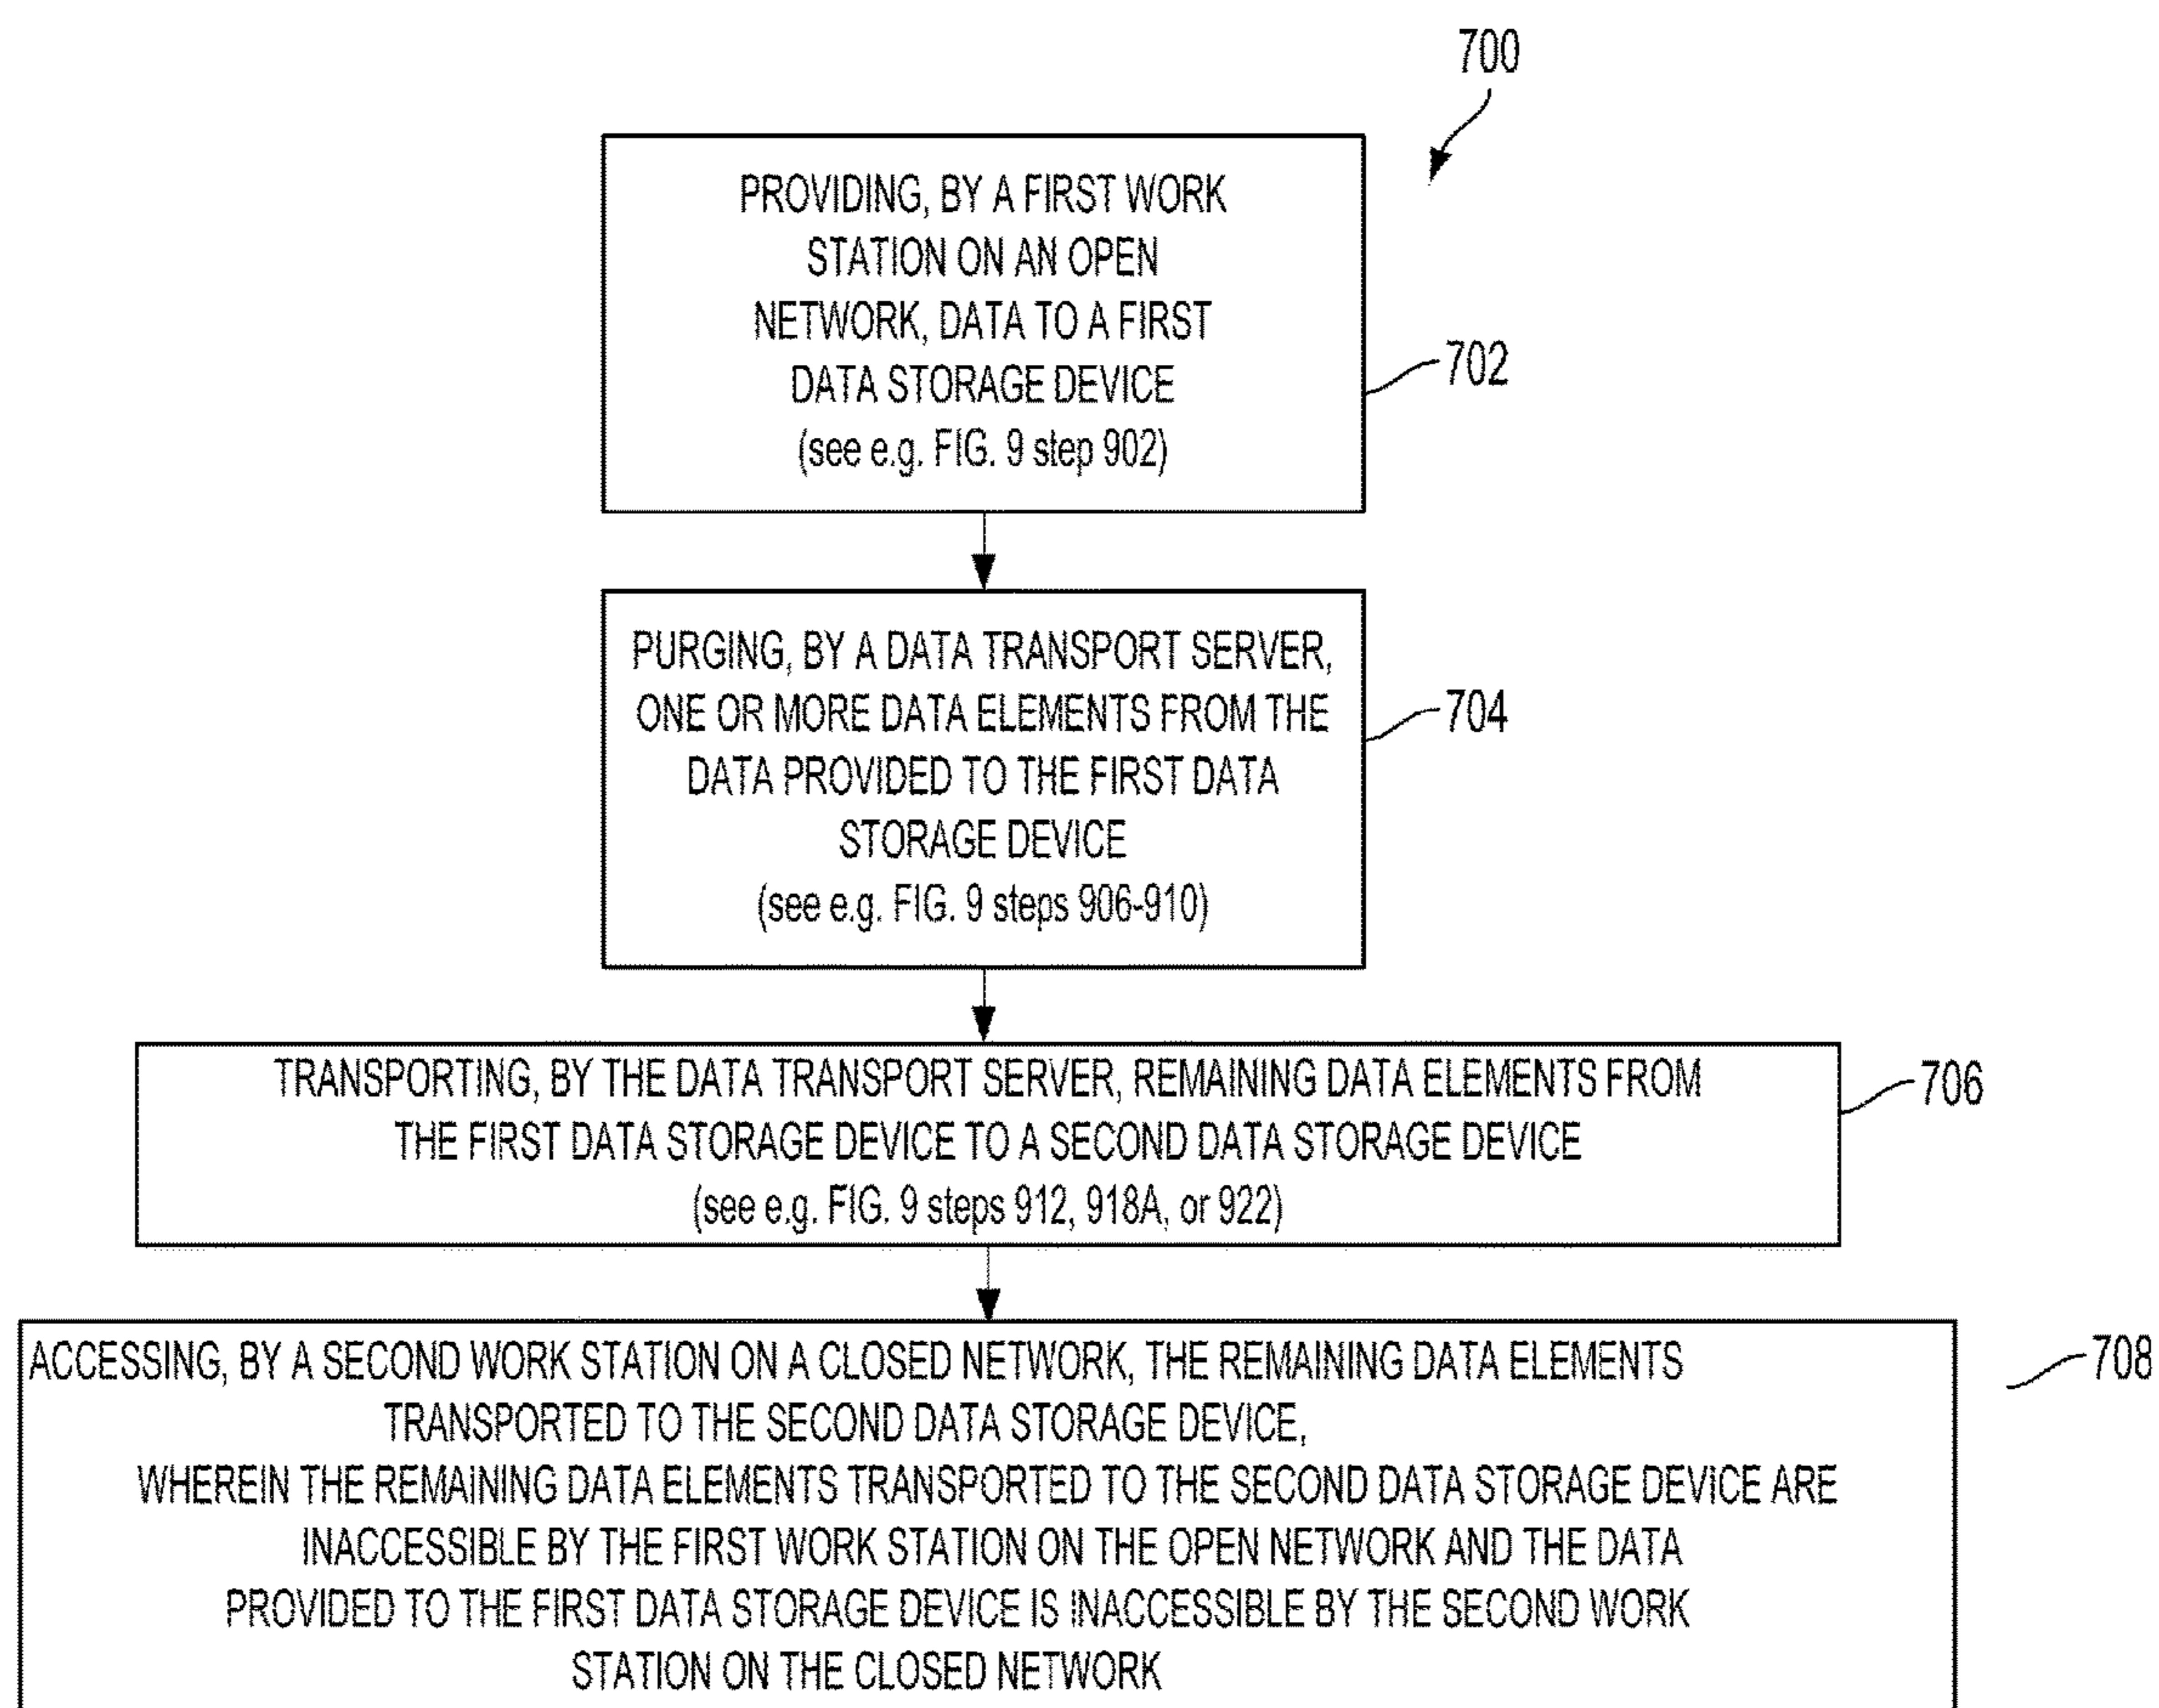 700
PROVIDING, BY A FIRST WORK
STATION ON AN OPEN
NETWORK, DATA TO A FIRST
DATA STORAGE DEVICE
(see e.g. FIG. 9 step 902)
702
PURGING, BY A DATA TRANSPORT SERVER,
ONE OR MORE DATA ELEMENTS FROM THE
DATA PROVIDED TO THE FIRST DATA
STORAGE DEVICE
(see e.g. FIG. 9 steps 906-910)
704
TRANSPORTING, BY THE DATA TRANSPORT SERVER, REMAINING DATA ELEMENTS FROM
THE FIRST DATA STORAGE DEVICE TO A SECOND DATA STORAGE DEVICE
(see e.g. FIG. 9 steps 912, 918A, or 922)
706
ACCESSING, BY A SECOND WORK STATION ON A CLOSED NETWORK, THE REMAINING DATA ELEMENTS
TRANSPORTED TO THE SECOND DATA STORAGE DEVICE,
WHEREIN THE REMAINING DATA ELEMENTS TRANSPORTED TO THE SECOND DATA STORAGE DEVICE ARE
INACCESSIBLE BY THE FIRST WORK STATION ON THE OPEN NETWORK AND THE DATA
PROVIDED TO THE FIRST DATA STORAGE DEVICE IS INACCESSIBLE BY THE SECOND WORK
STATION ON THE CLOSED NETWORK
708